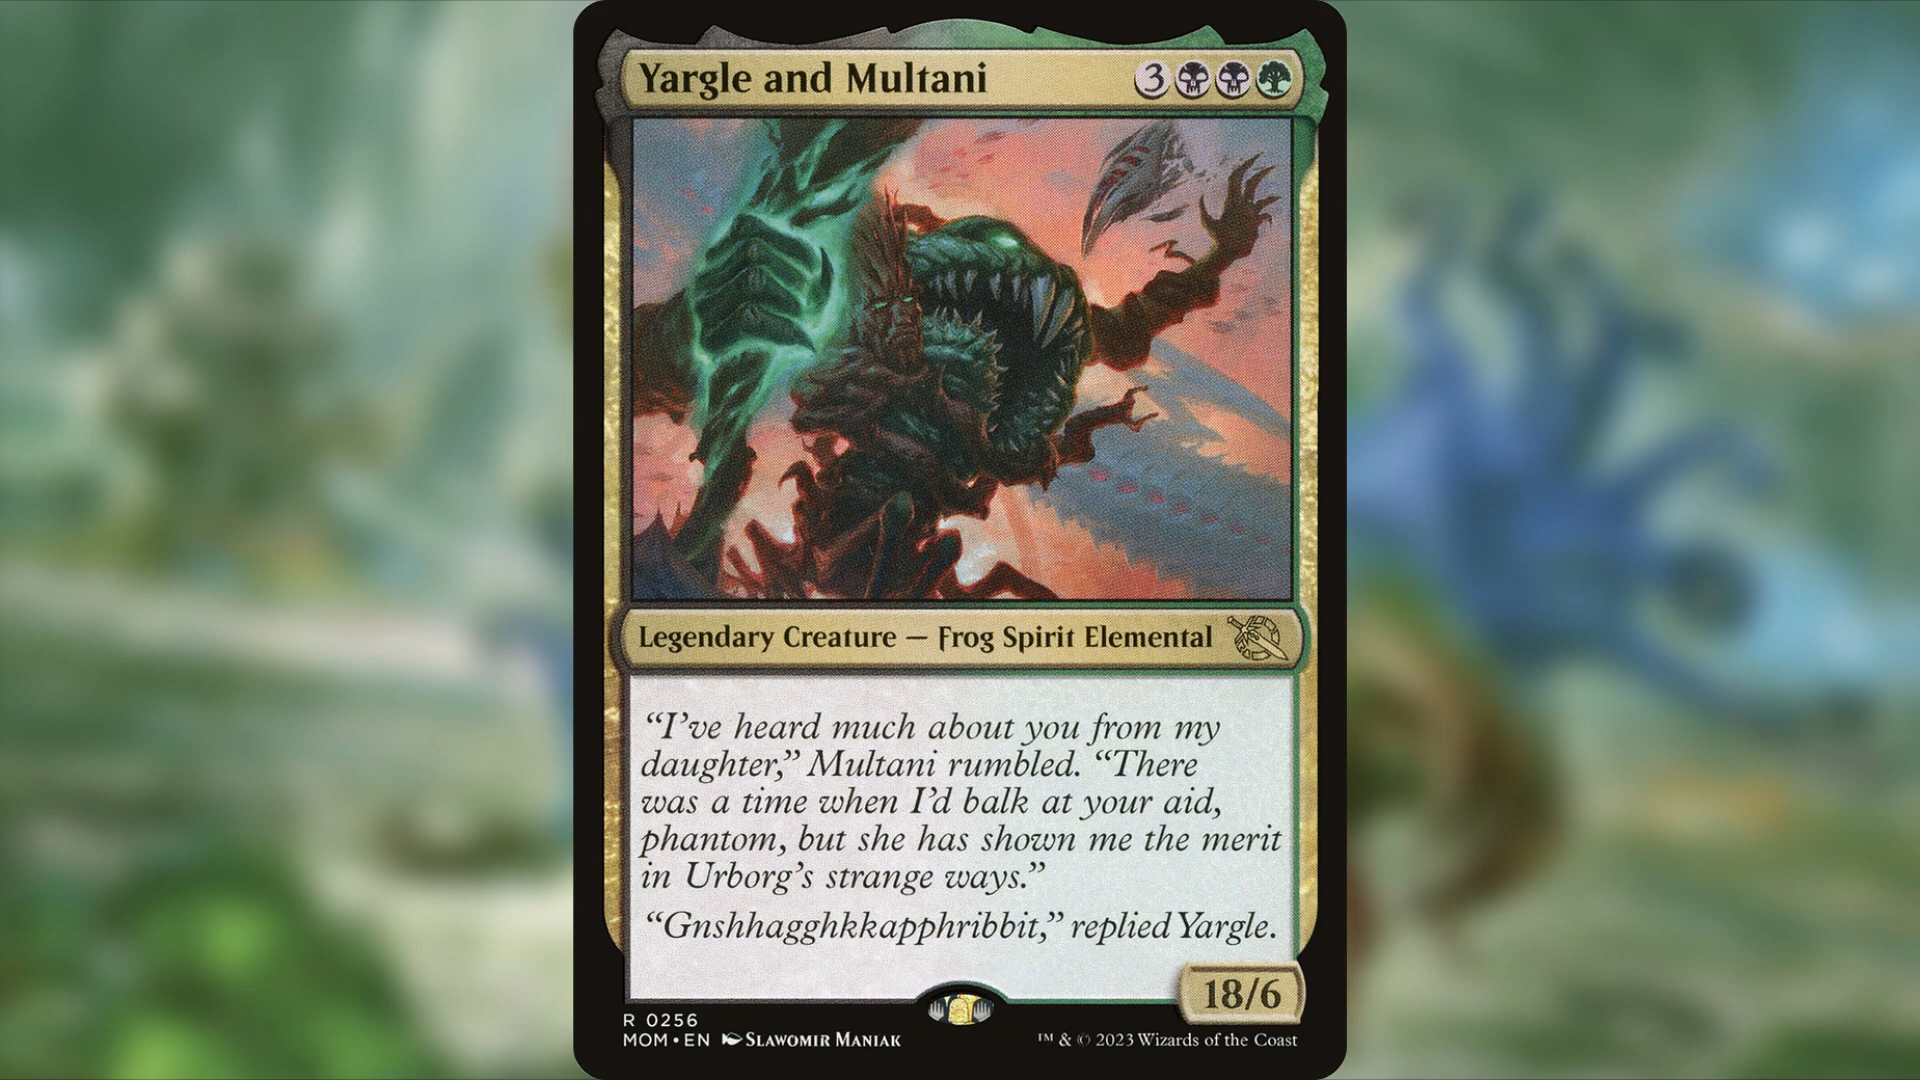 Yargle and Multani 3
Legendary Creature — Frog Spirit Elemental
“I’ve heard much about you from my
daughter,” Multani rumbled. “There
was a time when I’d balk at your aid,
phantom, but she has shown me the merit
in Urborg’s strange ways.”
“Gnshhagghkkapphribbit,” replied Yargle.
18/6
R 0256
MOM • EN SLAWOMIR MANIAK
™ & © 2023 Wizards of the Coast